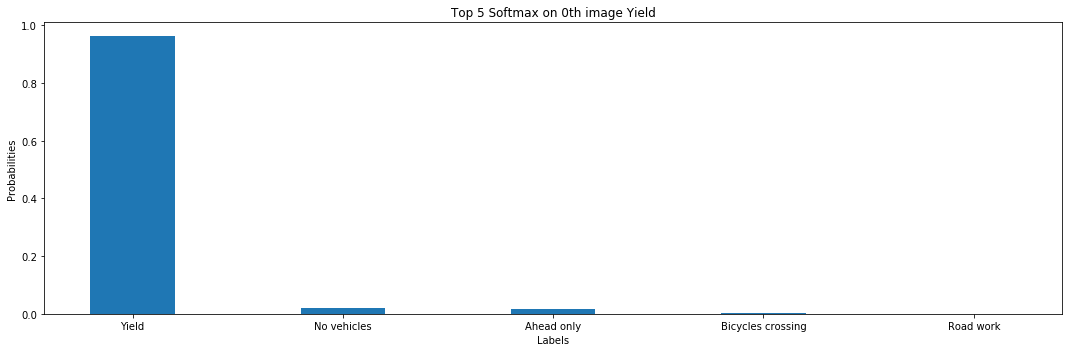 Top 5 Softmax on 0th image Yield
1.0
0.8
0.6
0.4
0.2
0.0
Probabilities
Yield No vehicles Ahead only Bicycles crossing Road work
Labels